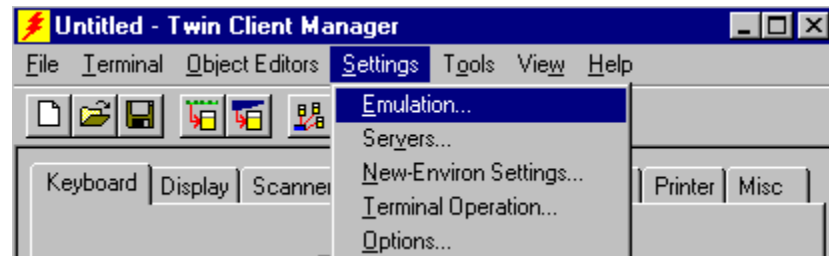 Untitled - Twin Client Manager
File Terminal Object Editors Settings Tools View Help
Emulation...
Servers...
New-Environ Settings...
Keyboard Display Scanner Printer Misc
Terminal Operation...
Options...